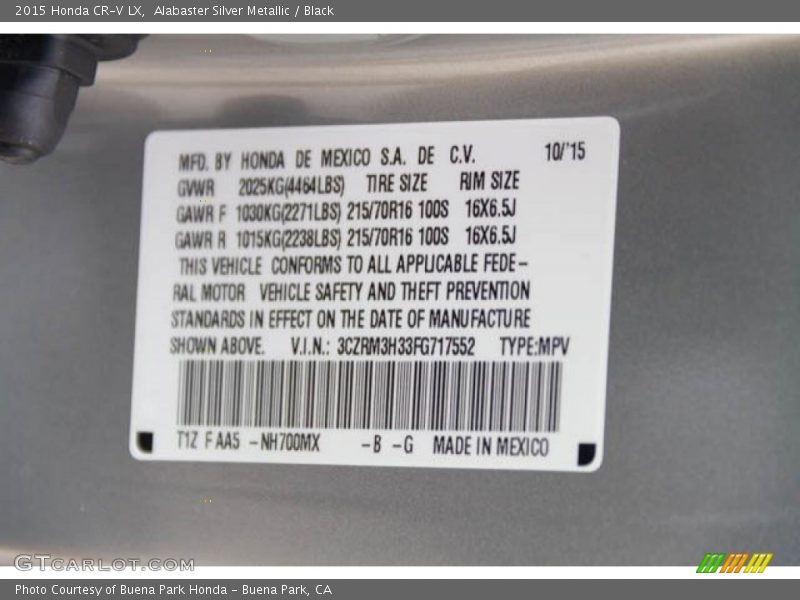 2015 Honda CR-V LX,  Alabaster Silver Metallic / Black
MFD. BY HONDA DE MEXICO S.A. DE C.V. 10/'15
GVWR 2025KG(4464LBS) TIRE SIZE RIM SIZE
GAWR F 1030KG(2271LBS) 215/70R16 100S 16X6.5J
GAWR R 1015KG(2238LBS) 215/70R16 100S 16X6.5J
THIS VEHICLE CONFORMS TO ALL APPLICABLE FEDE-
RAL MOTOR VEHICLE SAFETY AND THEFT PREVENTION
STANDARDS IN EFFECT ON THE DATE OF MANUFACTURE
SHOWN ABOVE. V.I.N.: 3CZRM3H33FG717552 TYPE:MPV
T1Z F AA5 -NH700MX -B -G MADE IN MEXICO
GTCARLOT.COM
Photo Courtesy of Buena Park Honda - Buena Park, CA